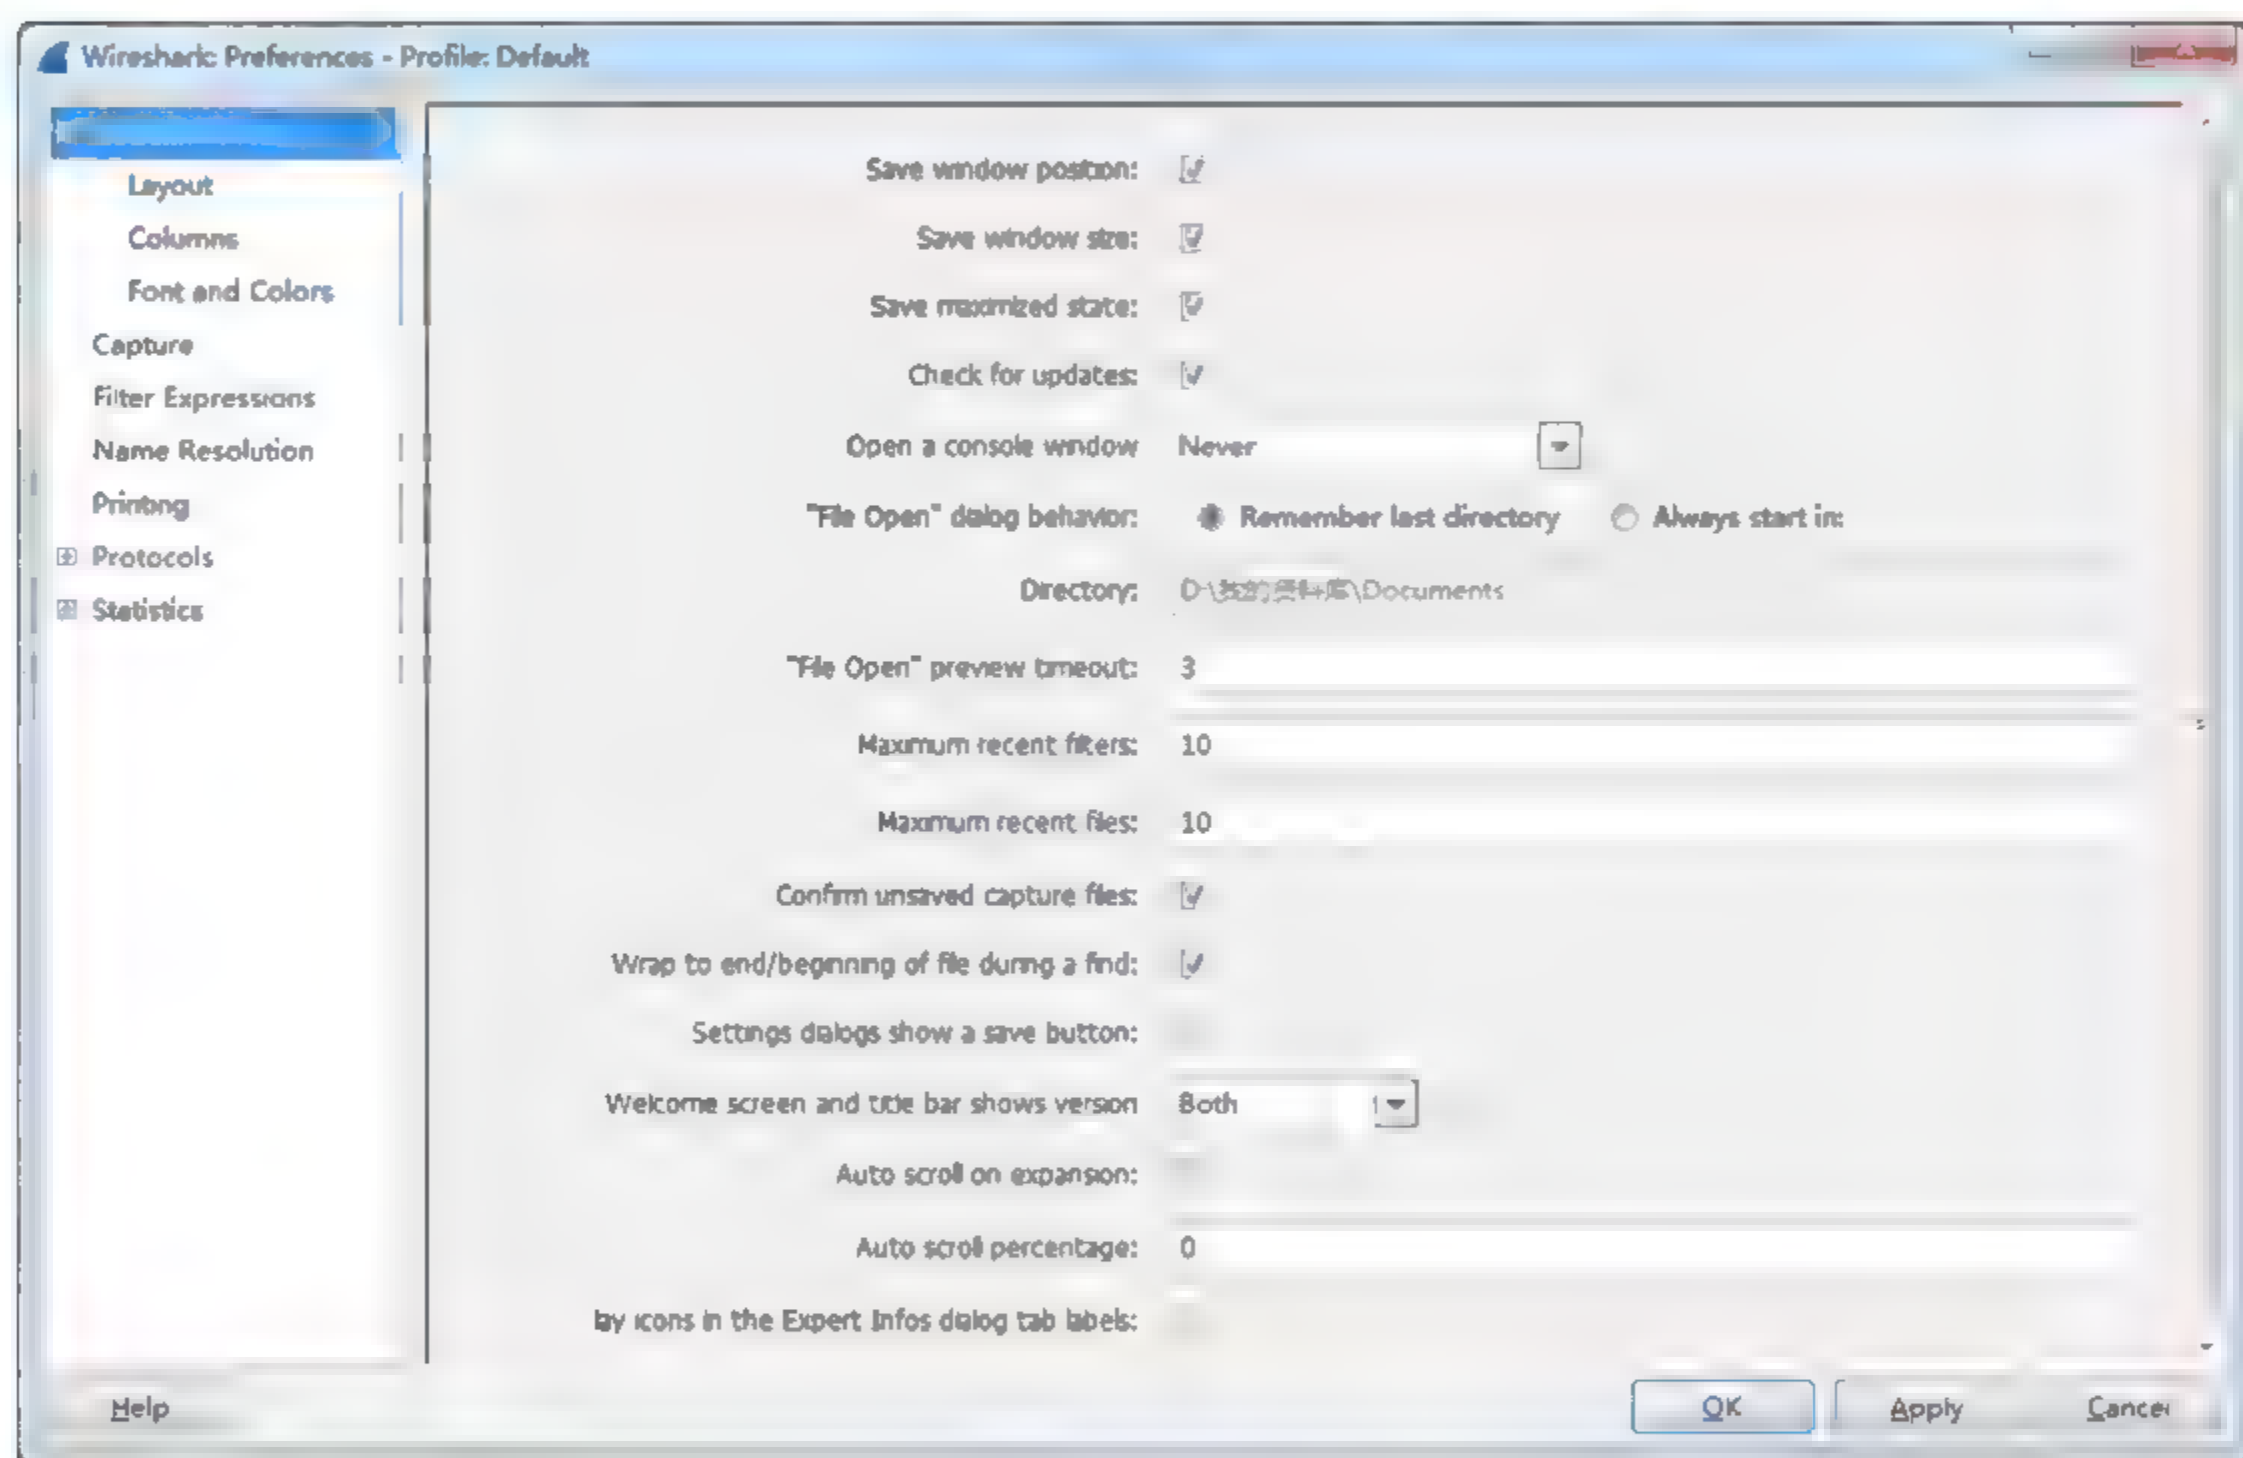 Wireshark: Preferences - Profile: Default
Layout
Columns
Font and Colors
Capture
Filter Expressions
Name Resolution
Printing
Protocols
Statistics
Save window position:
Save window size:
Save maximized state:
Check for updates:
Open a console window Never
"File Open" dialog behavior: Remember last directory Always start in:
Directory: D:\ \Documents
"File Open" preview timeout: 3
Maximum recent filters: 10
Maximum recent files: 10
Confirm unsaved capture files:
Wrap to end/beginning of file during a find:
Settings dialogs show a save button:
Welcome screen and title bar shows version Both
Auto scroll on expansion:
Auto scroll percentage: 0
lay icons in the Expert Infos dialog tab labels:
Help OK Apply Cancel